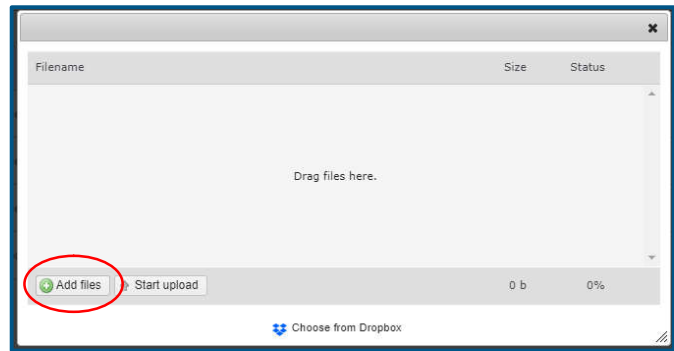 Filename Size Status
Drag files here.
Add files Start upload 0 b 0%
Choose from Dropbox